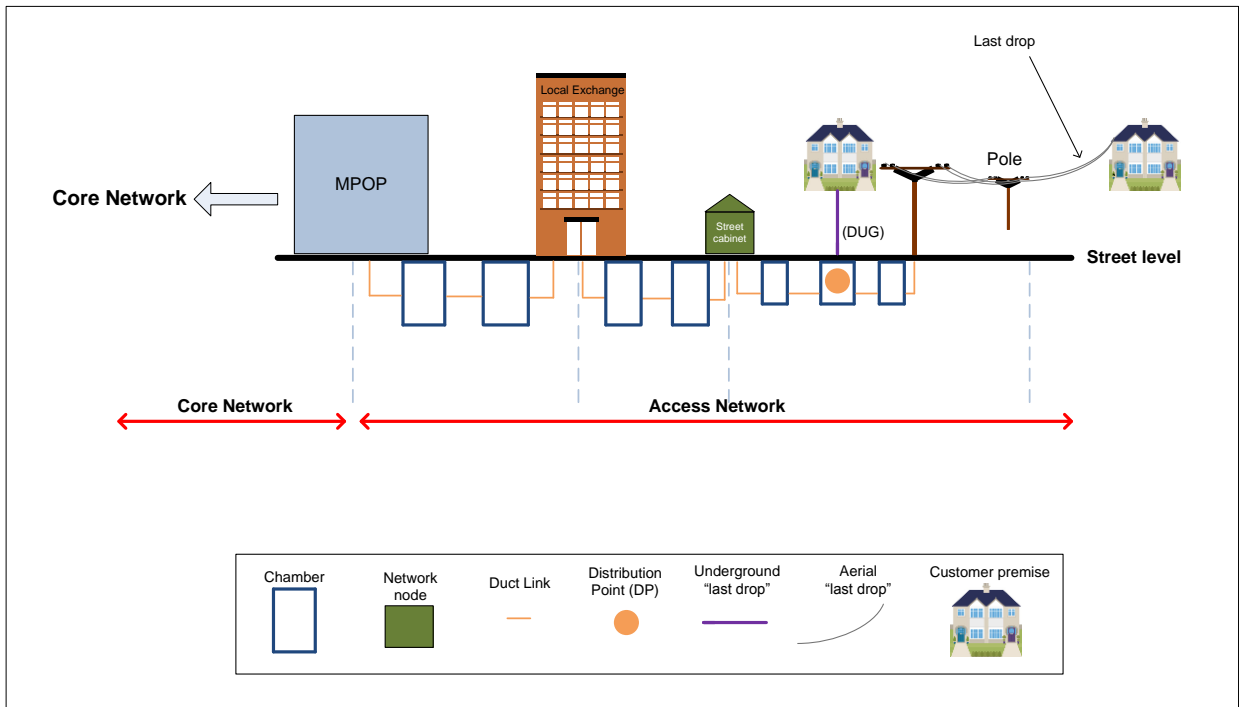 Last drop
Local Exchange
MPOP
Pole
Core Network
Street
cabinet
(DUG)
Street level
Core Network
Access Network
Chamber
Network
node
Duct Link
Distribution
Point (DP)
Underground
“last drop”
Aerial
“last drop”
Customer premise